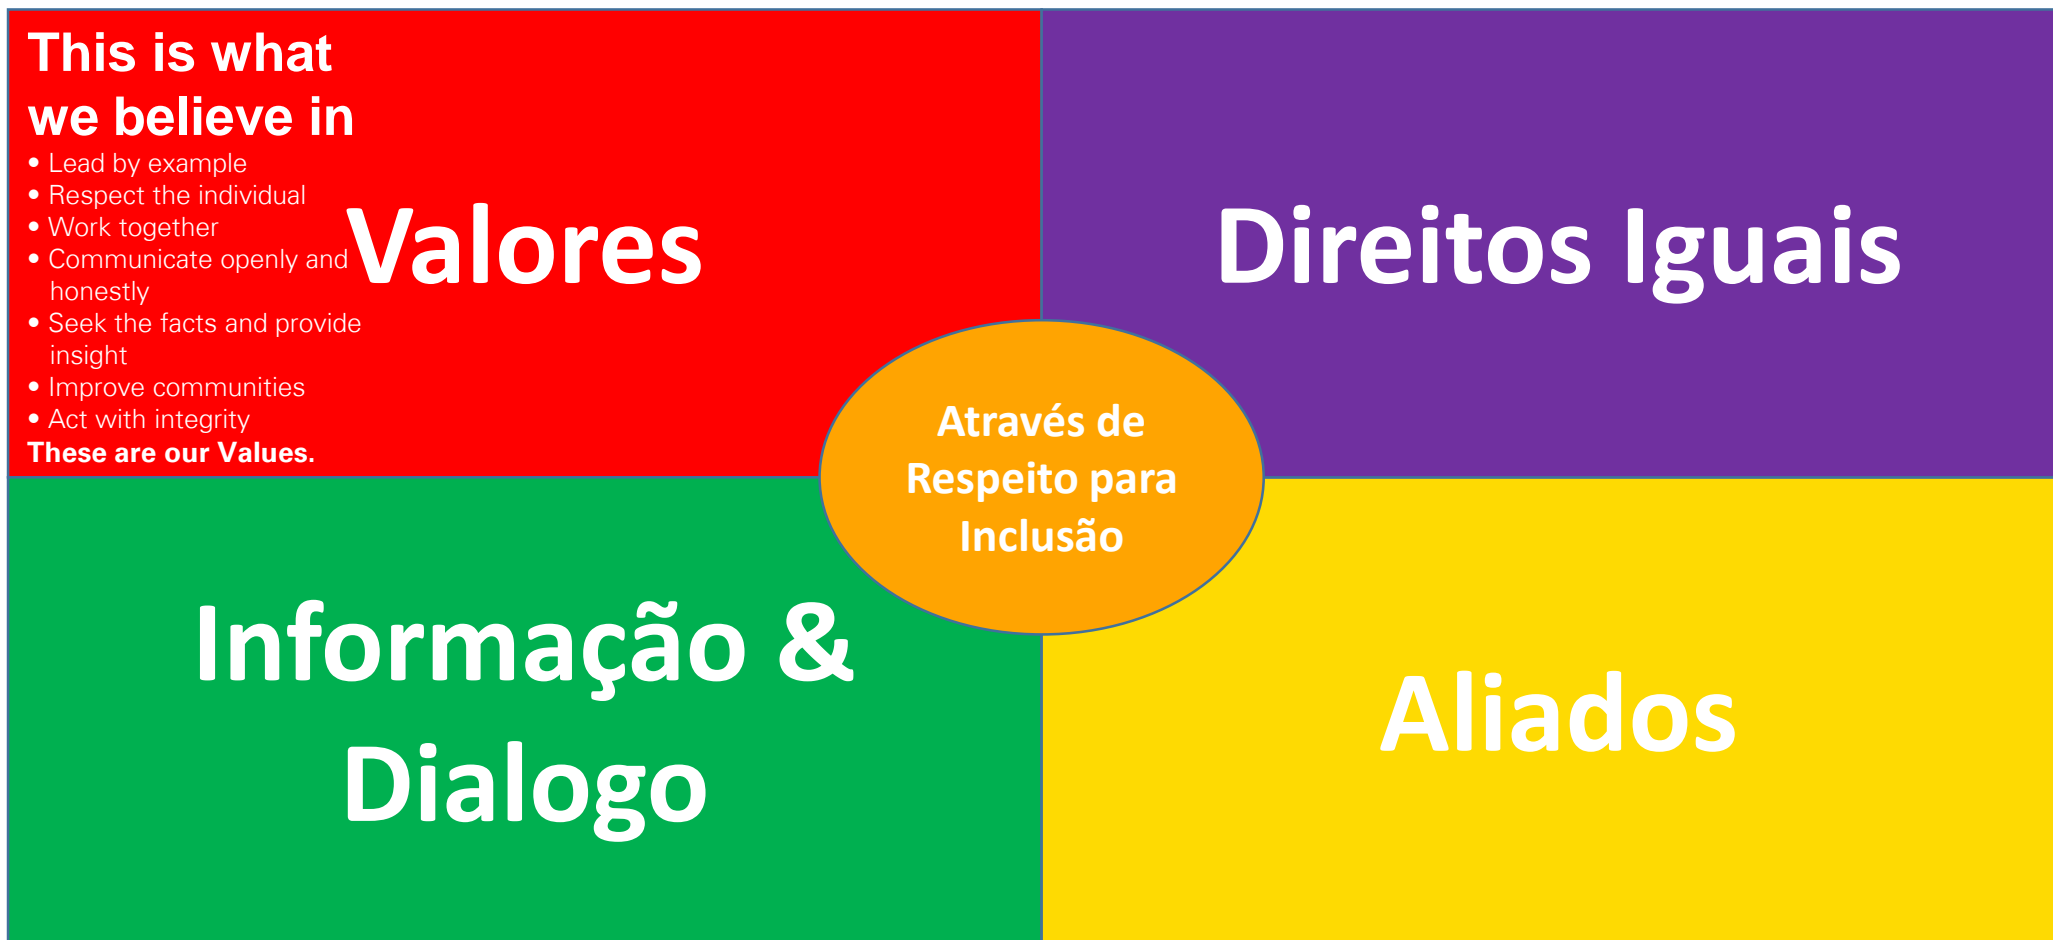 This is what
we believe in
• Lead by example
• Respect the individual
• Work together
• Communicate openly and
honestly
• Seek the facts and provide
insight
• Improve communities
• Act with integrity
These are our Values.
Valores
Direitos Iguais
Através de
Respeito para
Inclusão
Informação &
Dialogo
Aliados